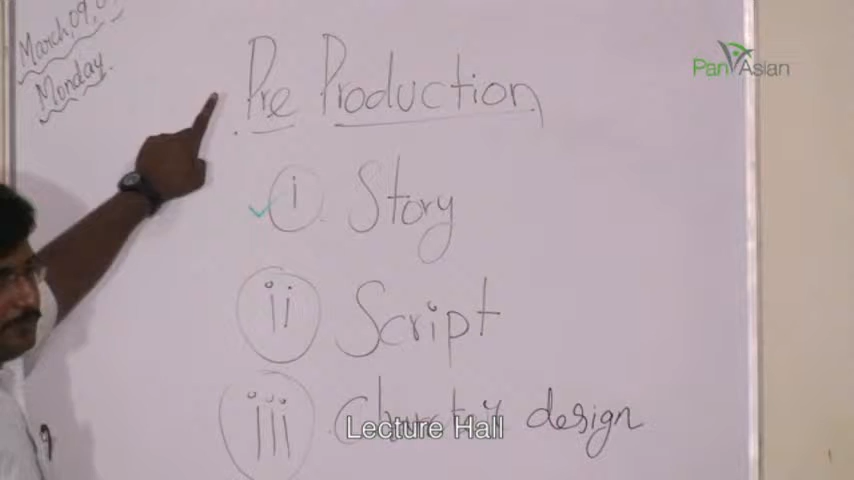 March, 09,
Monday.
Pan Asian
Pre Production
i Story
ii Script
iii Character design
Lecture Hall